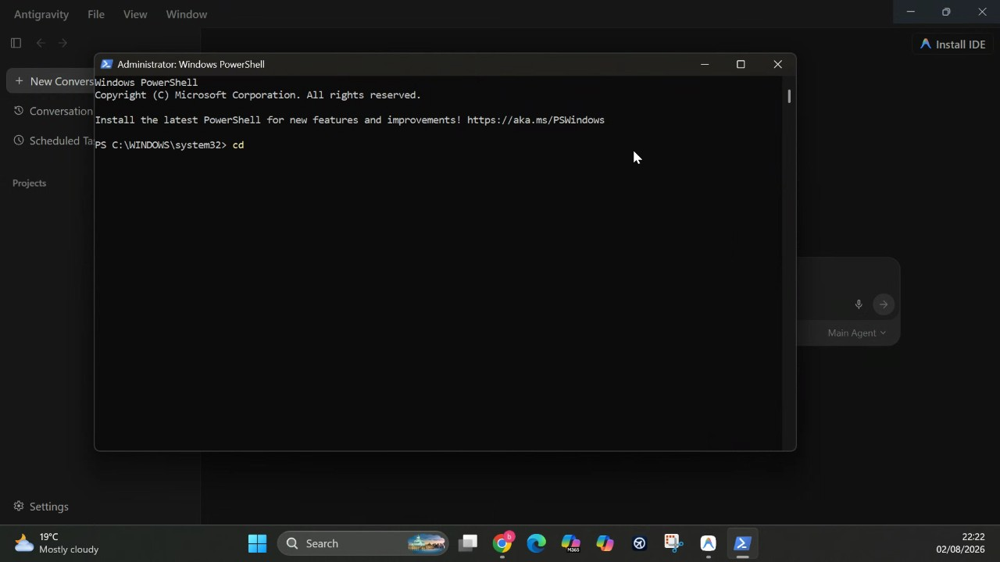 Antigravity File View Window
Install IDE
Administrator: Windows PowerShell
New Convers
Windows PowerShell
Copyright (C) Microsoft Corporation. All rights reserved.
Conversation
Install the latest PowerShell for new features and improvements! https://aka.ms/PSWindows
Scheduled Ta
PS C:\WINDOWS\system32> cd
Projects
Main Agent
Settings
19°C
Mostly cloudy
Search
b
M365
22:22
02/08/2026